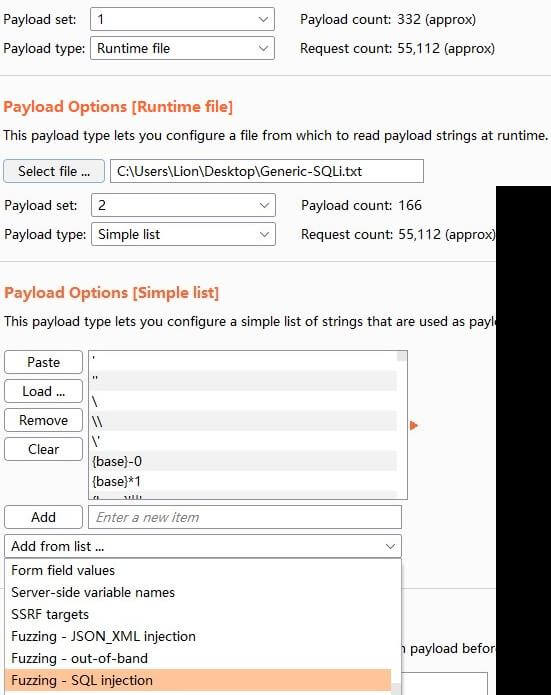 Payload set: 1 Payload count: 332 (approx)
Payload type: Runtime file Request count: 55,112 (approx)
Payload Options [Runtime file]
This payload type lets you configure a file from which to read payload strings at runtime.
Select file ... C:\Users\Lion\Desktop\Generic-SQLi.txt
Payload set: 2 Payload count: 166
Payload type: Simple list Request count: 55,112 (approx)
Payload Options [Simple list]
This payload type lets you configure a simple list of strings that are used as
Paste
Load ...
Remove
Clear
'
''
\
\\
\'
{base}-0
{base}*1
Add Enter a new item
Add from list ...
Form field values
Server-side variable names
SSRF targets
Fuzzing - JSON_XML injection
Fuzzing - out-of-band
payload
Fuzzing - SQL injection